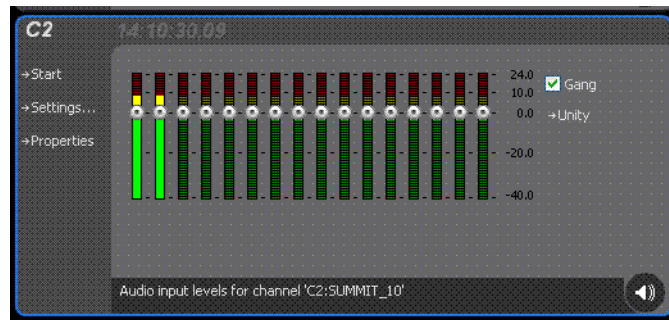 C2
14:10:30.09
→Start
→Settings...
→Properties
24.0
10.0
0.0
-20.0
-40.0
Gang
→Unity
Audio input levels for channel 'C2:SUMMIT_10'